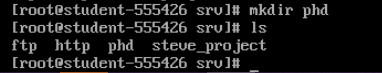 [root@student-555426 srv]# mkdir phd
[root@student-555426 srv]# ls
ftp http phd steve_project
[root@student-555426 srv]#